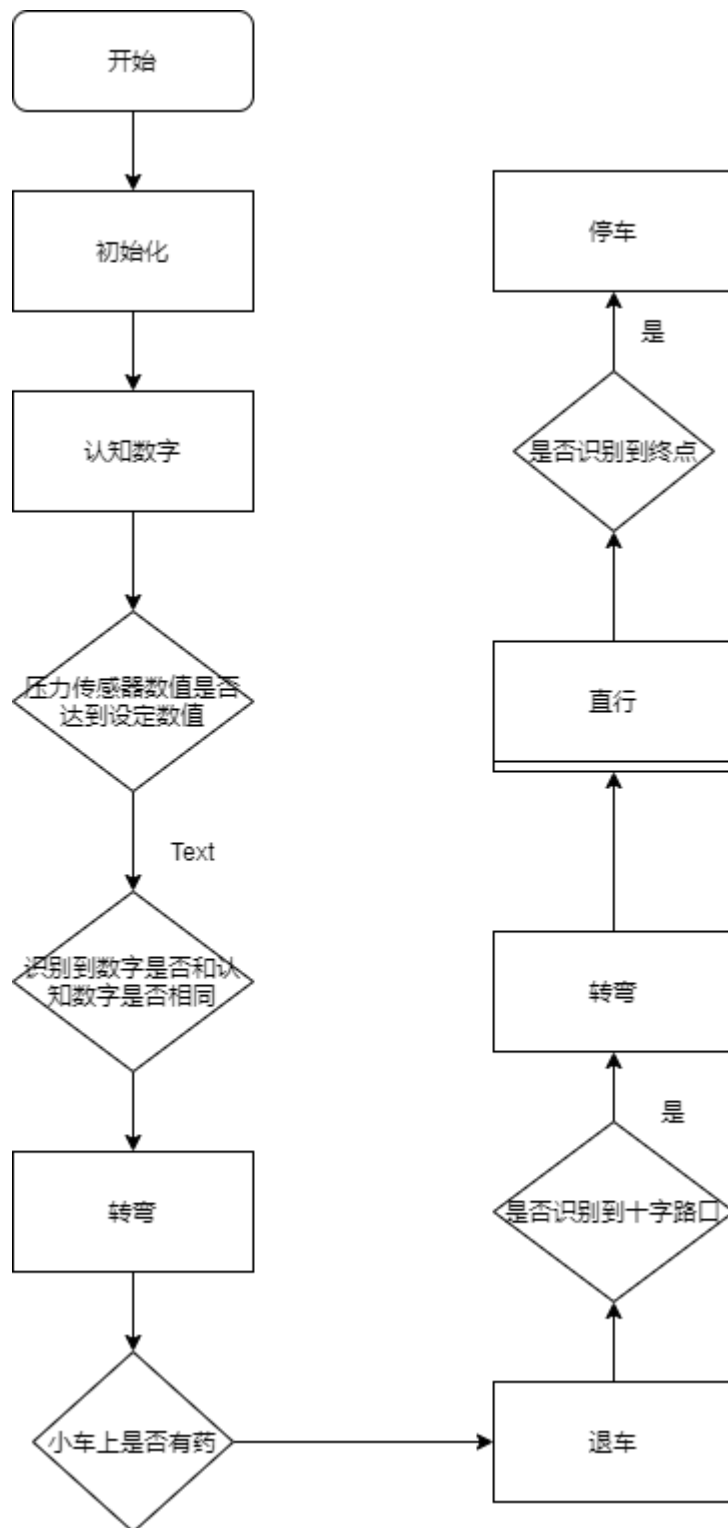 开始
初始化
认知数字
压力传感器数值是否
达到设定数值
Text
识别到数字是否和认
知数字是否相同
转弯
小车上是否有药
退车
是否识别到十字路口
是
转弯
直行
是否识别到终点
是
停车